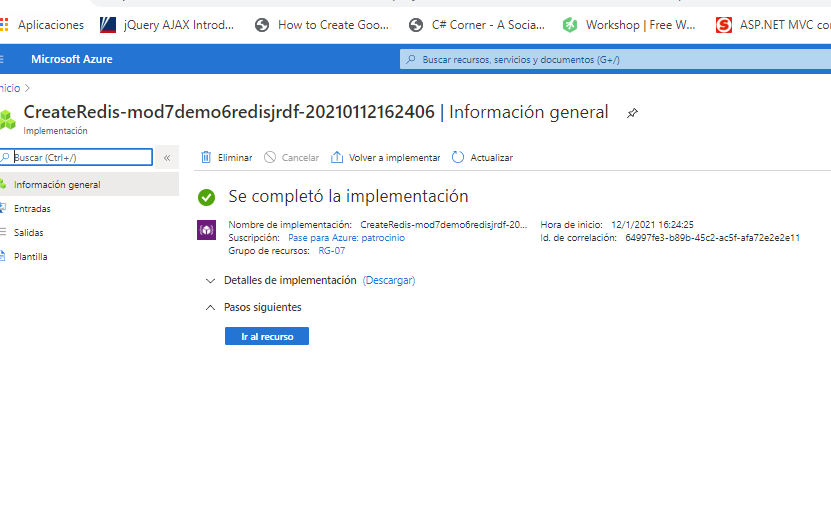 Aplicaciones jQuery AJAX Introd... How to Create Goo... C# Corner - A Socia... Workshop | Free W... ASP.NET MVC con
Microsoft Azure Buscar recursos, servicios y documentos (G+/)
nicio
CreateRedis-mod7demo6redisjrdf-20210112162406 | Información general
Implementación
Buscar (Ctrl+/) « Eliminar Cancelar Volver a implementar Actualizar
Información general
Entradas
Salidas
Plantilla
Se completó la implementación
Nombre de implementación: CreateRedis-mod7demo6redisjrdf-20... Hora de inicio: 12/1/2021 16:24:25
Suscripción: Pase para Azure: patrocinio Id. de correlación: 64997fe3-b89b-45c2-ac5f-afa72e2e2e11
Grupo de recursos: RG-07
Detalles de implementación (Descargar)
Pasos siguientes
Ir al recurso